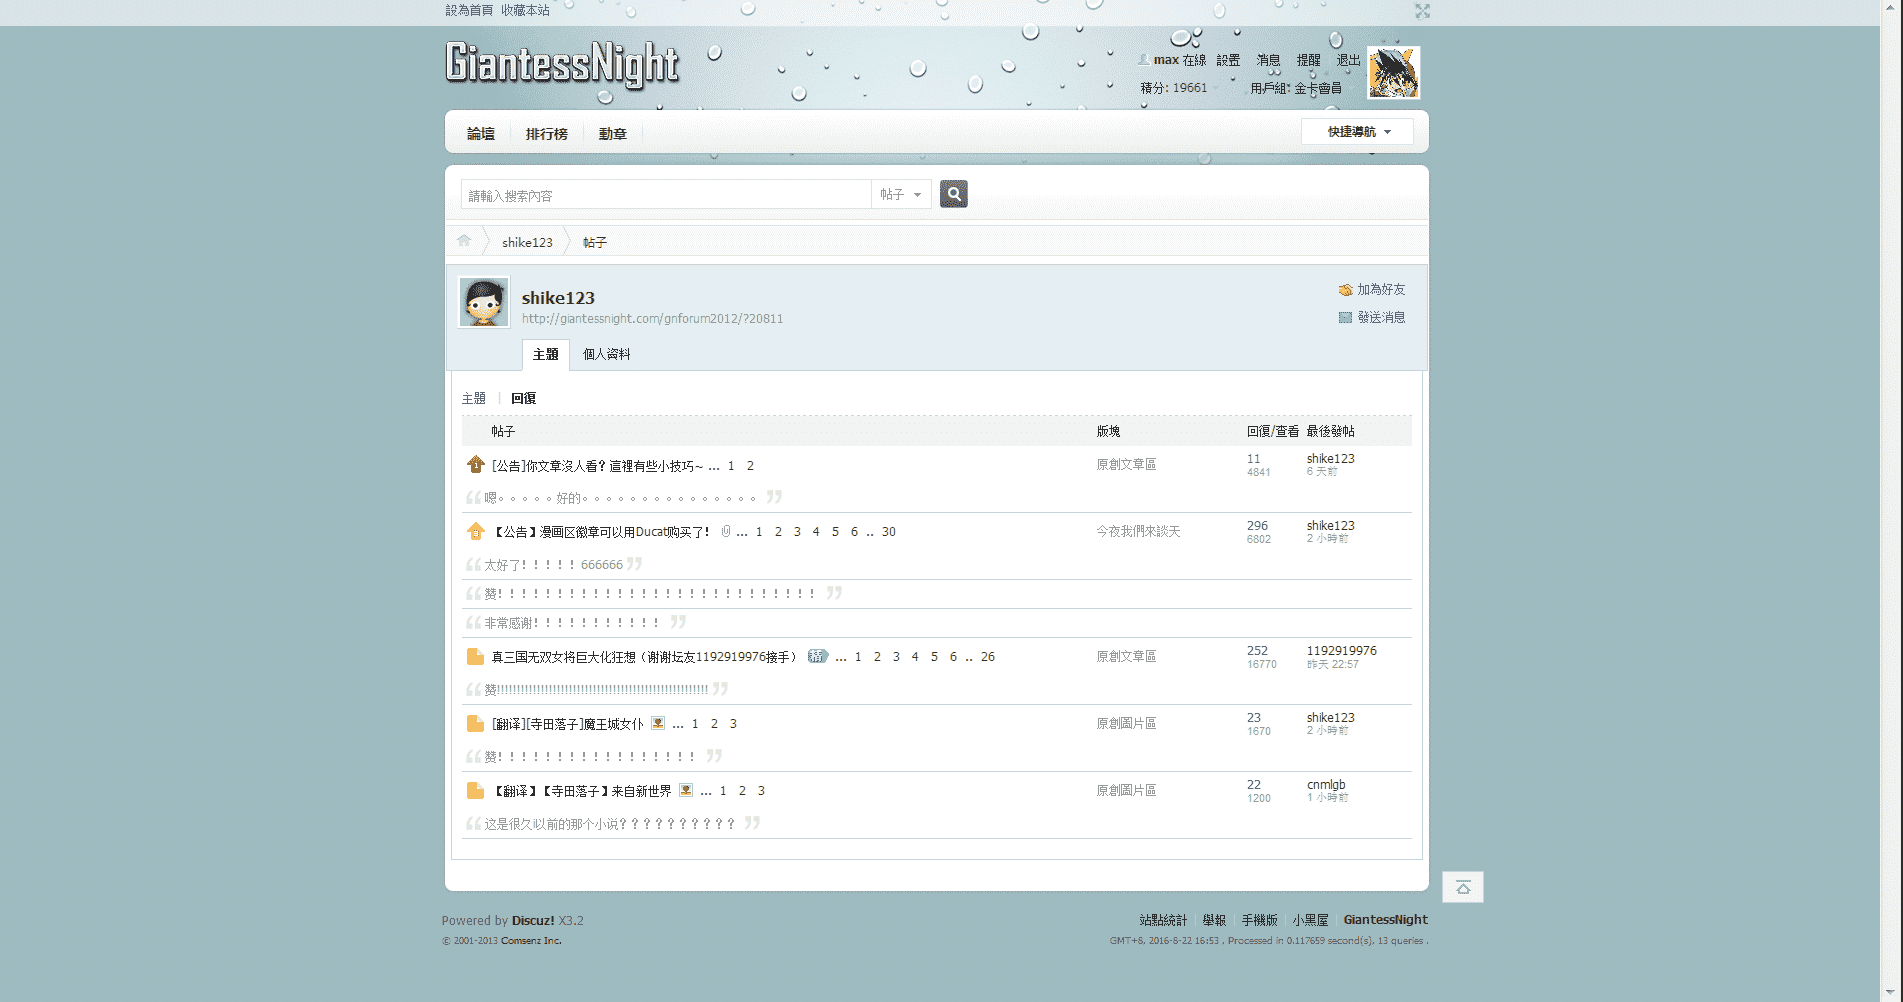 設為首頁 收藏本站
GiantessNight
max 在線 設置 消息 提醒 退出
積分: 19661 用戶組: 金卡會員
論壇 排行榜 勳章 快捷導航
請輸入搜索內容 帖子
shike123 帖子
shike123
http://giantessnight.com/gnforum2012/?20811
加為好友
發送消息
主題 個人資料
主題 | 回復
帖子 版塊 回復/查看 最後發帖
[公告]你文章沒人看？這裡有些小技巧~ ... 1 2 原創文章區 11 shike123
4841 6 天前
嗯。。。。。好的。。。。。。。。。。。。。。。
【公告】漫画区徽章可以用Ducat购买了！ ... 1 2 3 4 5 6 .. 30 今夜我們來談天 296 shike123
6802 2 小時前
太好了！！！！！666666
赞！！！！！！！！！！！！！！！！！！！！！！！！！！！
非常感谢！！！！！！！！！！！
真三国无双女将巨大化狂想（谢谢坛友1192919976接手） 精 ... 1 2 3 4 5 6 .. 26 原創文章區 252 1192919976
16770 昨天 22:57
赞!!!!!!!!!!!!!!!!!!!!!!!!!!!!!!!!!!!!!!!!!!!!!!!!!!!!!
[翻译][寺田落子]魔王城女仆 ... 1 2 3 原創圖片區 23 shike123
1670 2 小時前
赞！！！！！！！！！！！！！！！！！
【翻译】【寺田落子】来自新世界 ... 1 2 3 原創圖片區 22 cnmlgb
1200 1 小時前
这是很久i以前的那个小说？？？？？？？？？？
Powered by Discuz! X3.2 站點統計 | 舉報 | 手機版 | 小黑屋 | GiantessNight
© 2001-2013 Comsenz Inc. GMT+8, 2016-8-22 16:53 , Processed in 0.117659 second(s), 13 queries .